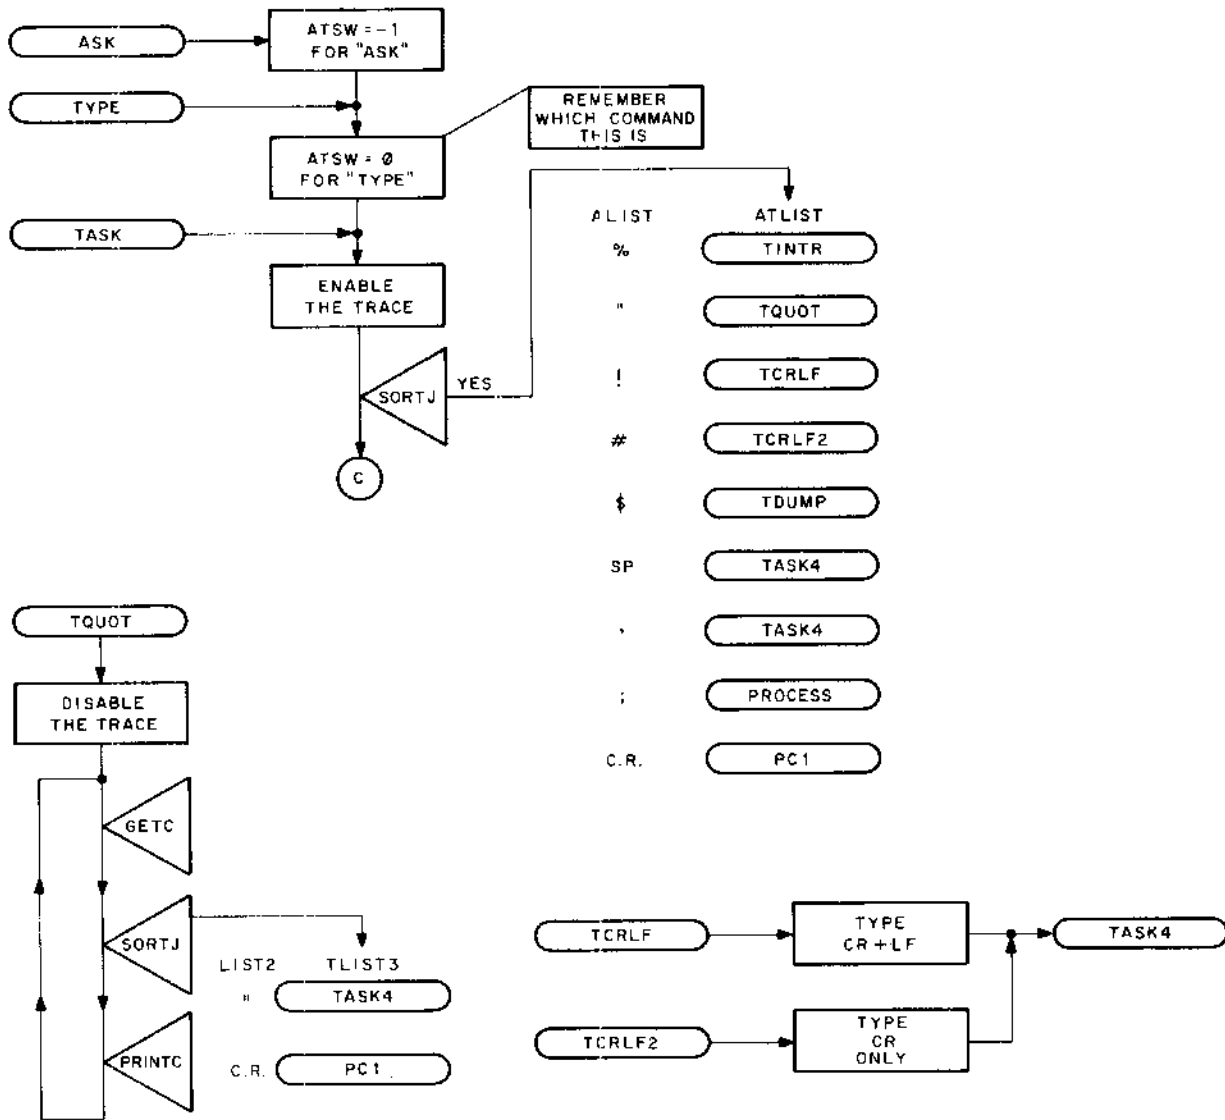 ASK
ATSW = -1
FOR "ASK"
TYPE
REMEMBER
WHICH COMMAND
THIS IS
ATSW = 0
FOR "TYPE"
TASK
ENABLE
THE TRACE
SORTJ
YES
C
ALIST ATLIST
% TINTR
" TQUOT
! TCRLF
# TCRLF2
$ TDUMP
SP TASK4
, TASK4
; PROCESS
C.R. PC1
TQUOT
DISABLE
THE TRACE
GETC
SORTJ
LIST2 TLIST3
" TASK4
PRINTC
C.R. PC1
TCRLF
TYPE
CR+LF
TASK4
TCRLF2
TYPE
CR
ONLY